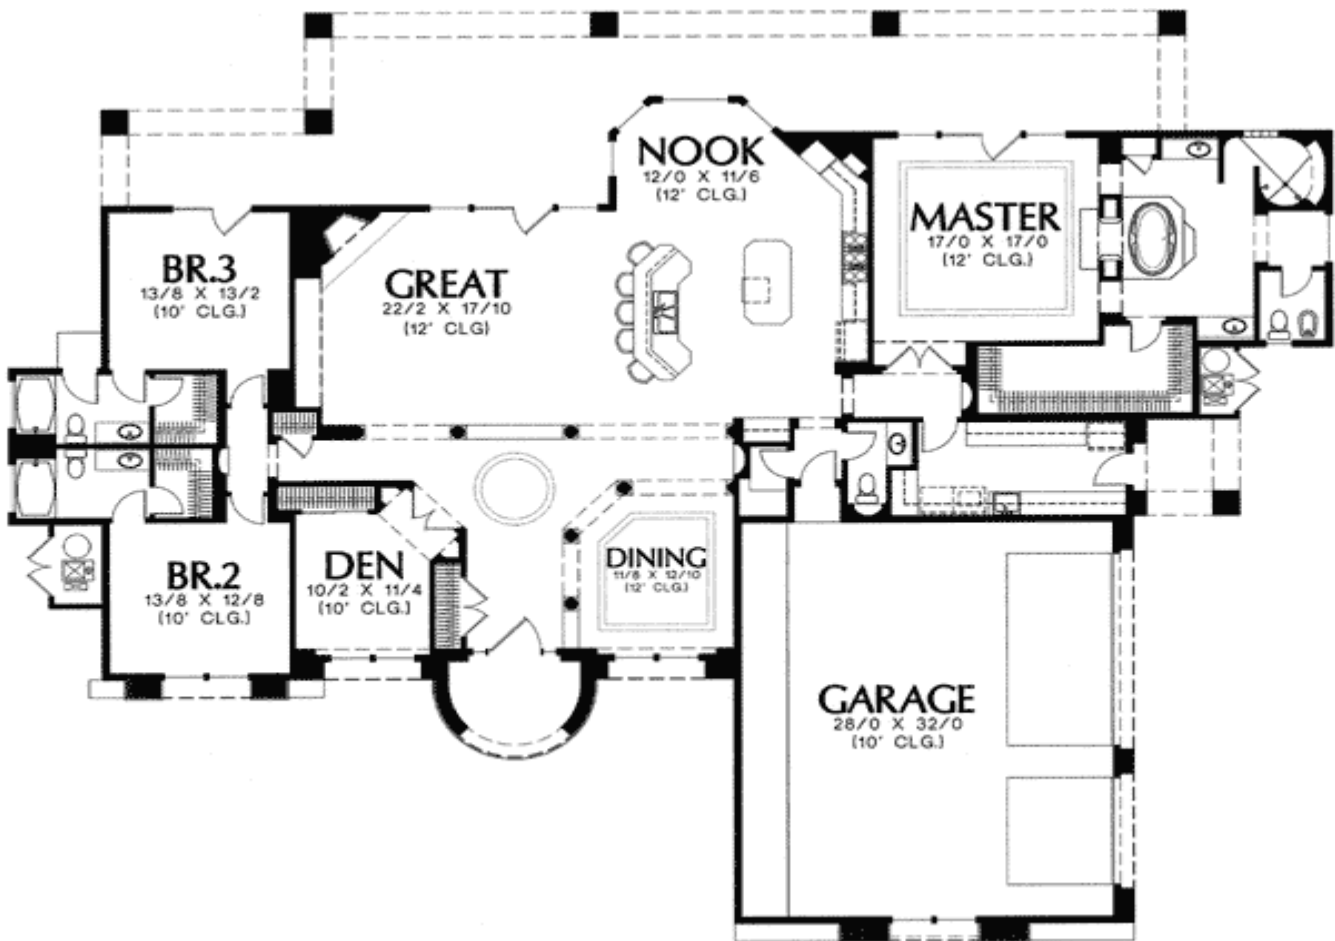 NOOK
12/0 X 11/6
(12' CLG.)
MASTER
17/0 X 17/0
(12' CLG.)
BR.3
13/8 X 13/2
(10' CLG.)
GREAT
22/2 X 17/10
(12' CLG)
BR.2
13/8 X 12/8
(10' CLG.)
DEN
10/2 X 11/4
(10' CLG.)
DINING
11/8 X 12/10
(12' CLG.)
GARAGE
28/0 X 32/0
(10' CLG.)